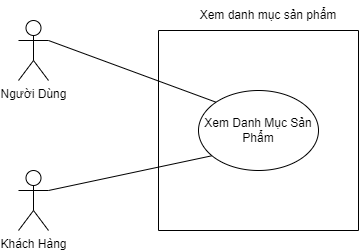 Xem danh mục sản phẩm
Người Dùng
Xem Danh Mục Sản
Phẩm
Khách Hàng